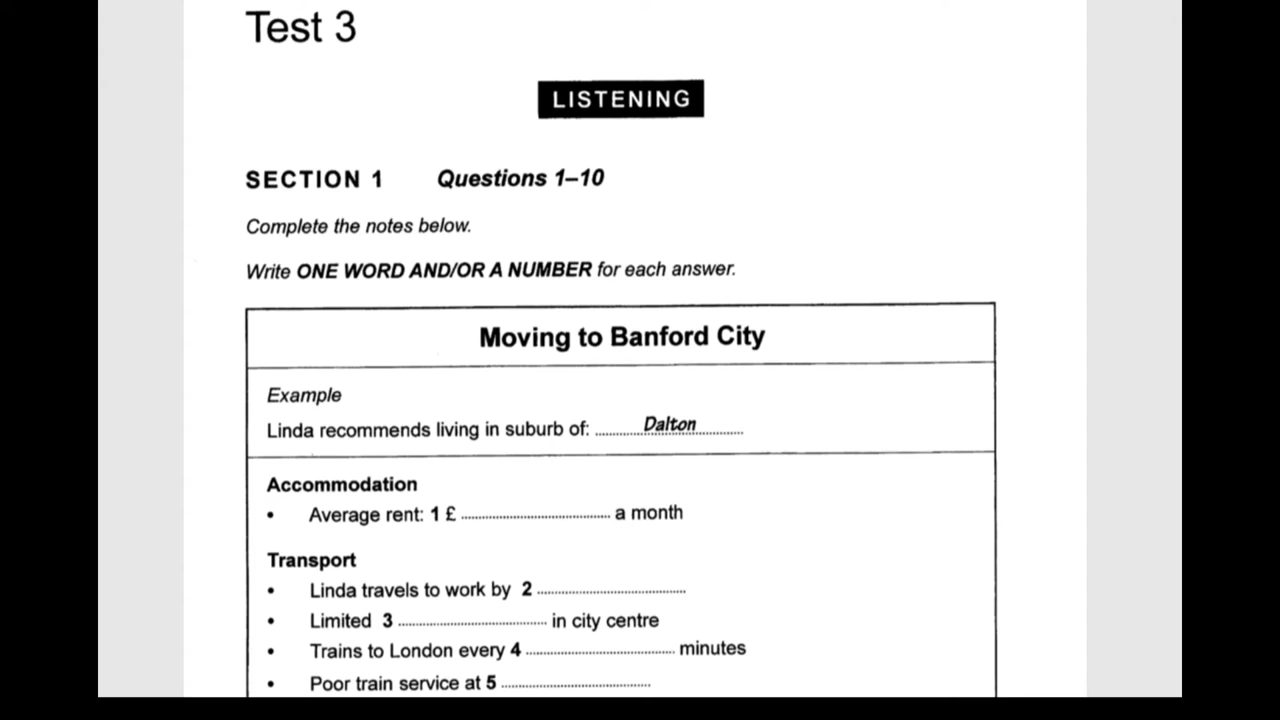 Test 3
LISTENING
SECTION 1 Questions 1–10
Complete the notes below.
Write ONE WORD AND/OR A NUMBER for each answer.
Moving to Banford City
Example
Linda recommends living in suburb of: ........Dalton........
Accommodation
• Average rent: 1 £ ................................ a month
Transport
• Linda travels to work by 2 ................................
• Limited 3 ................................ in city centre
• Trains to London every 4 ................................ minutes
• Poor train service at 5 ................................